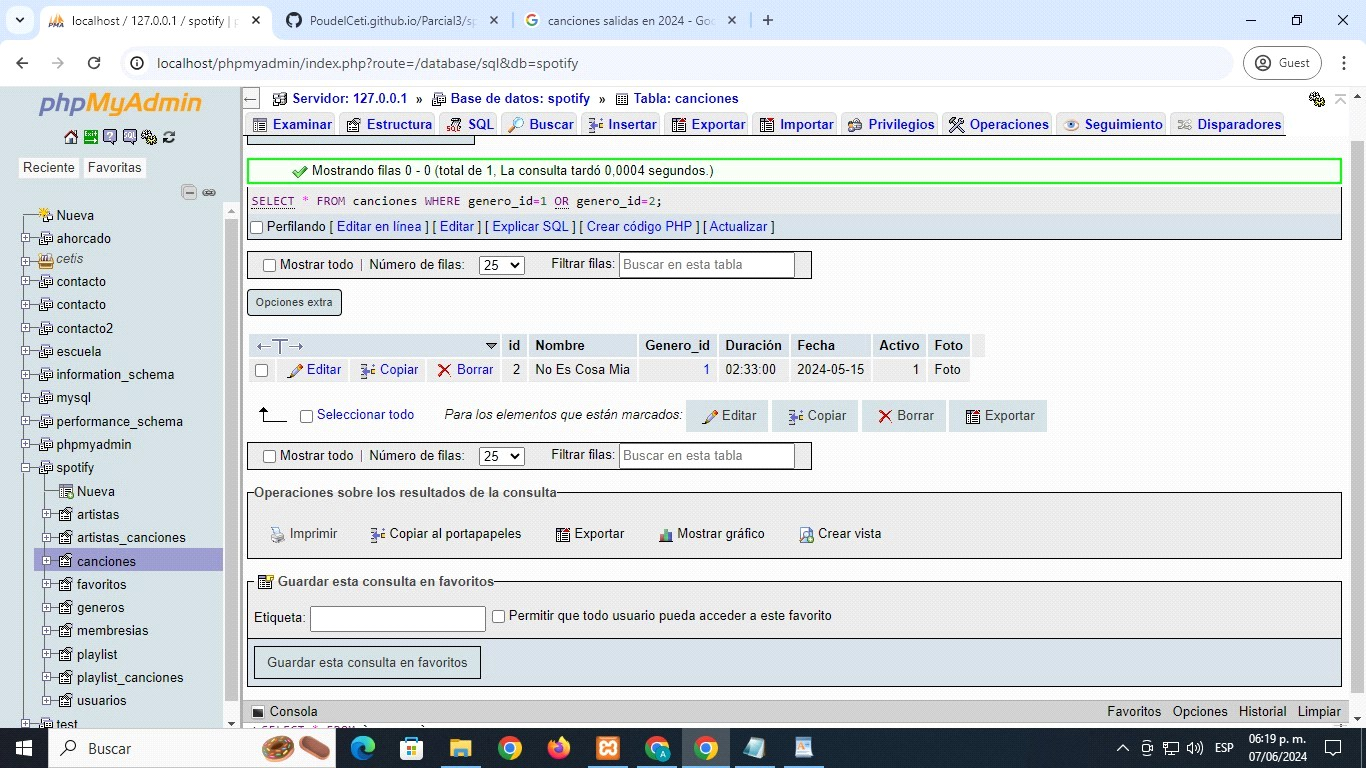 localhost / 127.0.0.1 / spotify | p
PoudelCeti.github.io/Parcial3/sp
canciones salidas en 2024 - Goo
localhost/phpmyadmin/index.php?route=/database/sql&db=spotify
Guest
phpMyAdmin
Reciente Favoritas
Nueva
ahorcado
cetis
contacto
contacto
contacto2
escuela
information_schema
mysql
performance_schema
phpmyadmin
spotify
Nueva
artistas
artistas_canciones
canciones
favoritos
generos
membresias
playlist
playlist_canciones
usuarios
test
Servidor: 127.0.0.1 » Base de datos: spotify » Tabla: canciones
Examinar Estructura SQL Buscar Insertar Exportar Importar Privilegios Operaciones Seguimiento Disparadores
Mostrando filas 0 - 0 (total de 1, La consulta tardó 0,0004 segundos.)
SELECT * FROM canciones WHERE genero_id=1 OR genero_id=2;
Perfilando [ Editar en línea ] [ Editar ] [ Explicar SQL ] [ Crear código PHP ] [ Actualizar ]
Mostrar todo | Número de filas: 25 Filtrar filas: Buscar en esta tabla
Opciones extra
←T→ id Nombre Genero_id Duración Fecha Activo Foto
Editar Copiar Borrar 2 No Es Cosa Mia 1 02:33:00 2024-05-15 1 Foto
Seleccionar todo Para los elementos que están marcados: Editar Copiar Borrar Exportar
Mostrar todo | Número de filas: 25 Filtrar filas: Buscar en esta tabla
Operaciones sobre los resultados de la consulta
Imprimir Copiar al portapapeles Exportar Mostrar gráfico Crear vista
Guardar esta consulta en favoritos
Etiqueta: Permitir que todo usuario pueda acceder a este favorito
Guardar esta consulta en favoritos
Consola Favoritos Opciones Historial Limpiar
Buscar
ESP
06:19 p. m.
07/06/2024